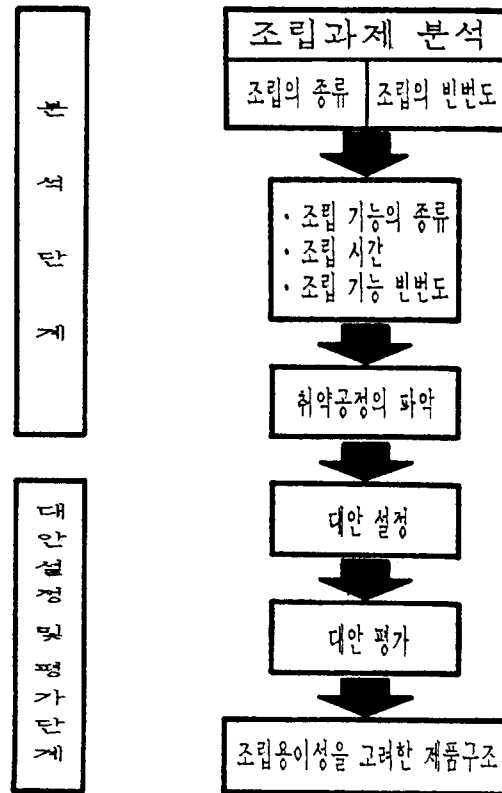 조립과제 분석
조립의 종류
조립의 빈번도
· 조립 기능의 종류
· 조립 시간
· 조립 기능 빈번도
취약공정의 파악
대안 설정
대안 평가
조립용이성을 고려한 제품구조
분석단계
대안설정 및 평가단계